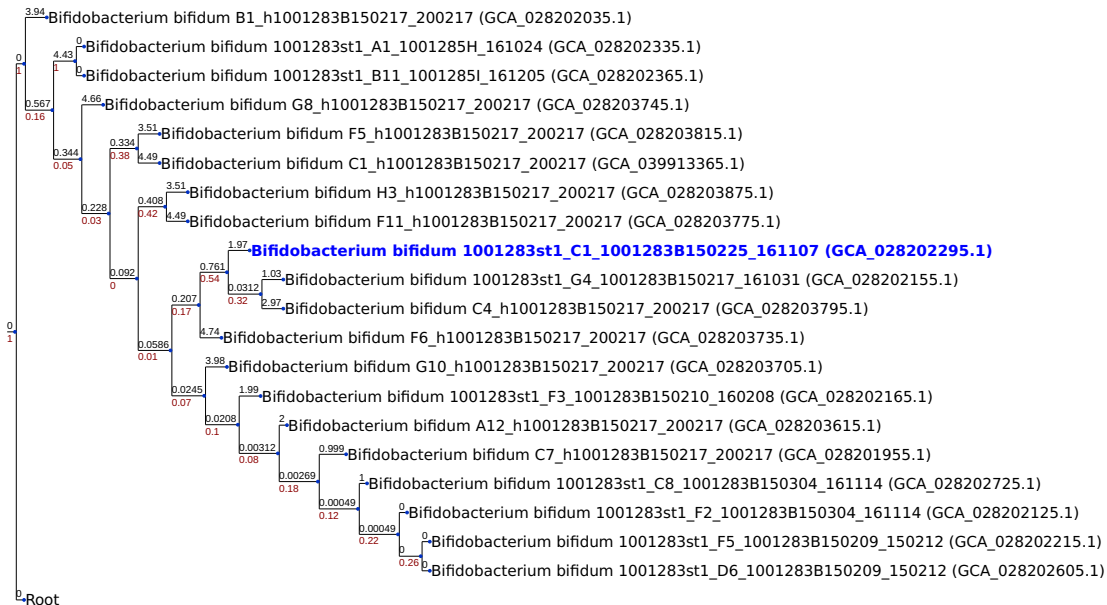 3.94 Bifidobacterium bifidum B1_h1001283B150217_200217 (GCA_028202035.1)
0 Bifidobacterium bifidum 1001283st1_A1_1001285H_161024 (GCA_028202335.1)
4.43
0
1
1
0 Bifidobacterium bifidum 1001283st1_B11_1001285I_161205 (GCA_028202365.1)
0.567
4.66 Bifidobacterium bifidum G8_h1001283B150217_200217 (GCA_028203745.1)
0.16
3.51 Bifidobacterium bifidum F5_h1001283B150217_200217 (GCA_028203815.1)
0.334
0.344
0.38
0.05
4.49 Bifidobacterium bifidum C1_h1001283B150217_200217 (GCA_039913365.1)
3.51 Bifidobacterium bifidum H3_h1001283B150217_200217 (GCA_028203875.1)
0.408
0.228
0.42
0.03
4.49 Bifidobacterium bifidum F11_h1001283B150217_200217 (GCA_028203775.1)
1.97 Bifidobacterium bifidum 1001283st1_C1_1001283B150225_161107 (GCA_028202295.1)
0.761
0.092
0.54
0
1.03 Bifidobacterium bifidum 1001283st1_G4_1001283B150217_161031 (GCA_028202155.1)
0.0312
0.32
0.207
0.17
2.97 Bifidobacterium bifidum C4_h1001283B150217_200217 (GCA_028203795.1)
0
1
4.74 Bifidobacterium bifidum F6_h1001283B150217_200217 (GCA_028203735.1)
0.0586
0.01
3.98 Bifidobacterium bifidum G10_h1001283B150217_200217 (GCA_028203705.1)
0.0245
0.07
1.99 Bifidobacterium bifidum 1001283st1_F3_1001283B150210_160208 (GCA_028202165.1)
0.0208
0.1
2 Bifidobacterium bifidum A12_h1001283B150217_200217 (GCA_028203615.1)
0.00312
0.08
0.999 Bifidobacterium bifidum C7_h1001283B150217_200217 (GCA_028201955.1)
0.00269
0.18
1 Bifidobacterium bifidum 1001283st1_C8_1001283B150304_161114 (GCA_028202725.1)
0.00049
0.12
0 Bifidobacterium bifidum 1001283st1_F2_1001283B150304_161114 (GCA_028202125.1)
0.00049
0.22
0 Bifidobacterium bifidum 1001283st1_F5_1001283B150209_150212 (GCA_028202215.1)
0
0.26
0 Bifidobacterium bifidum 1001283st1_D6_1001283B150209_150212 (GCA_028202605.1)
0 Root